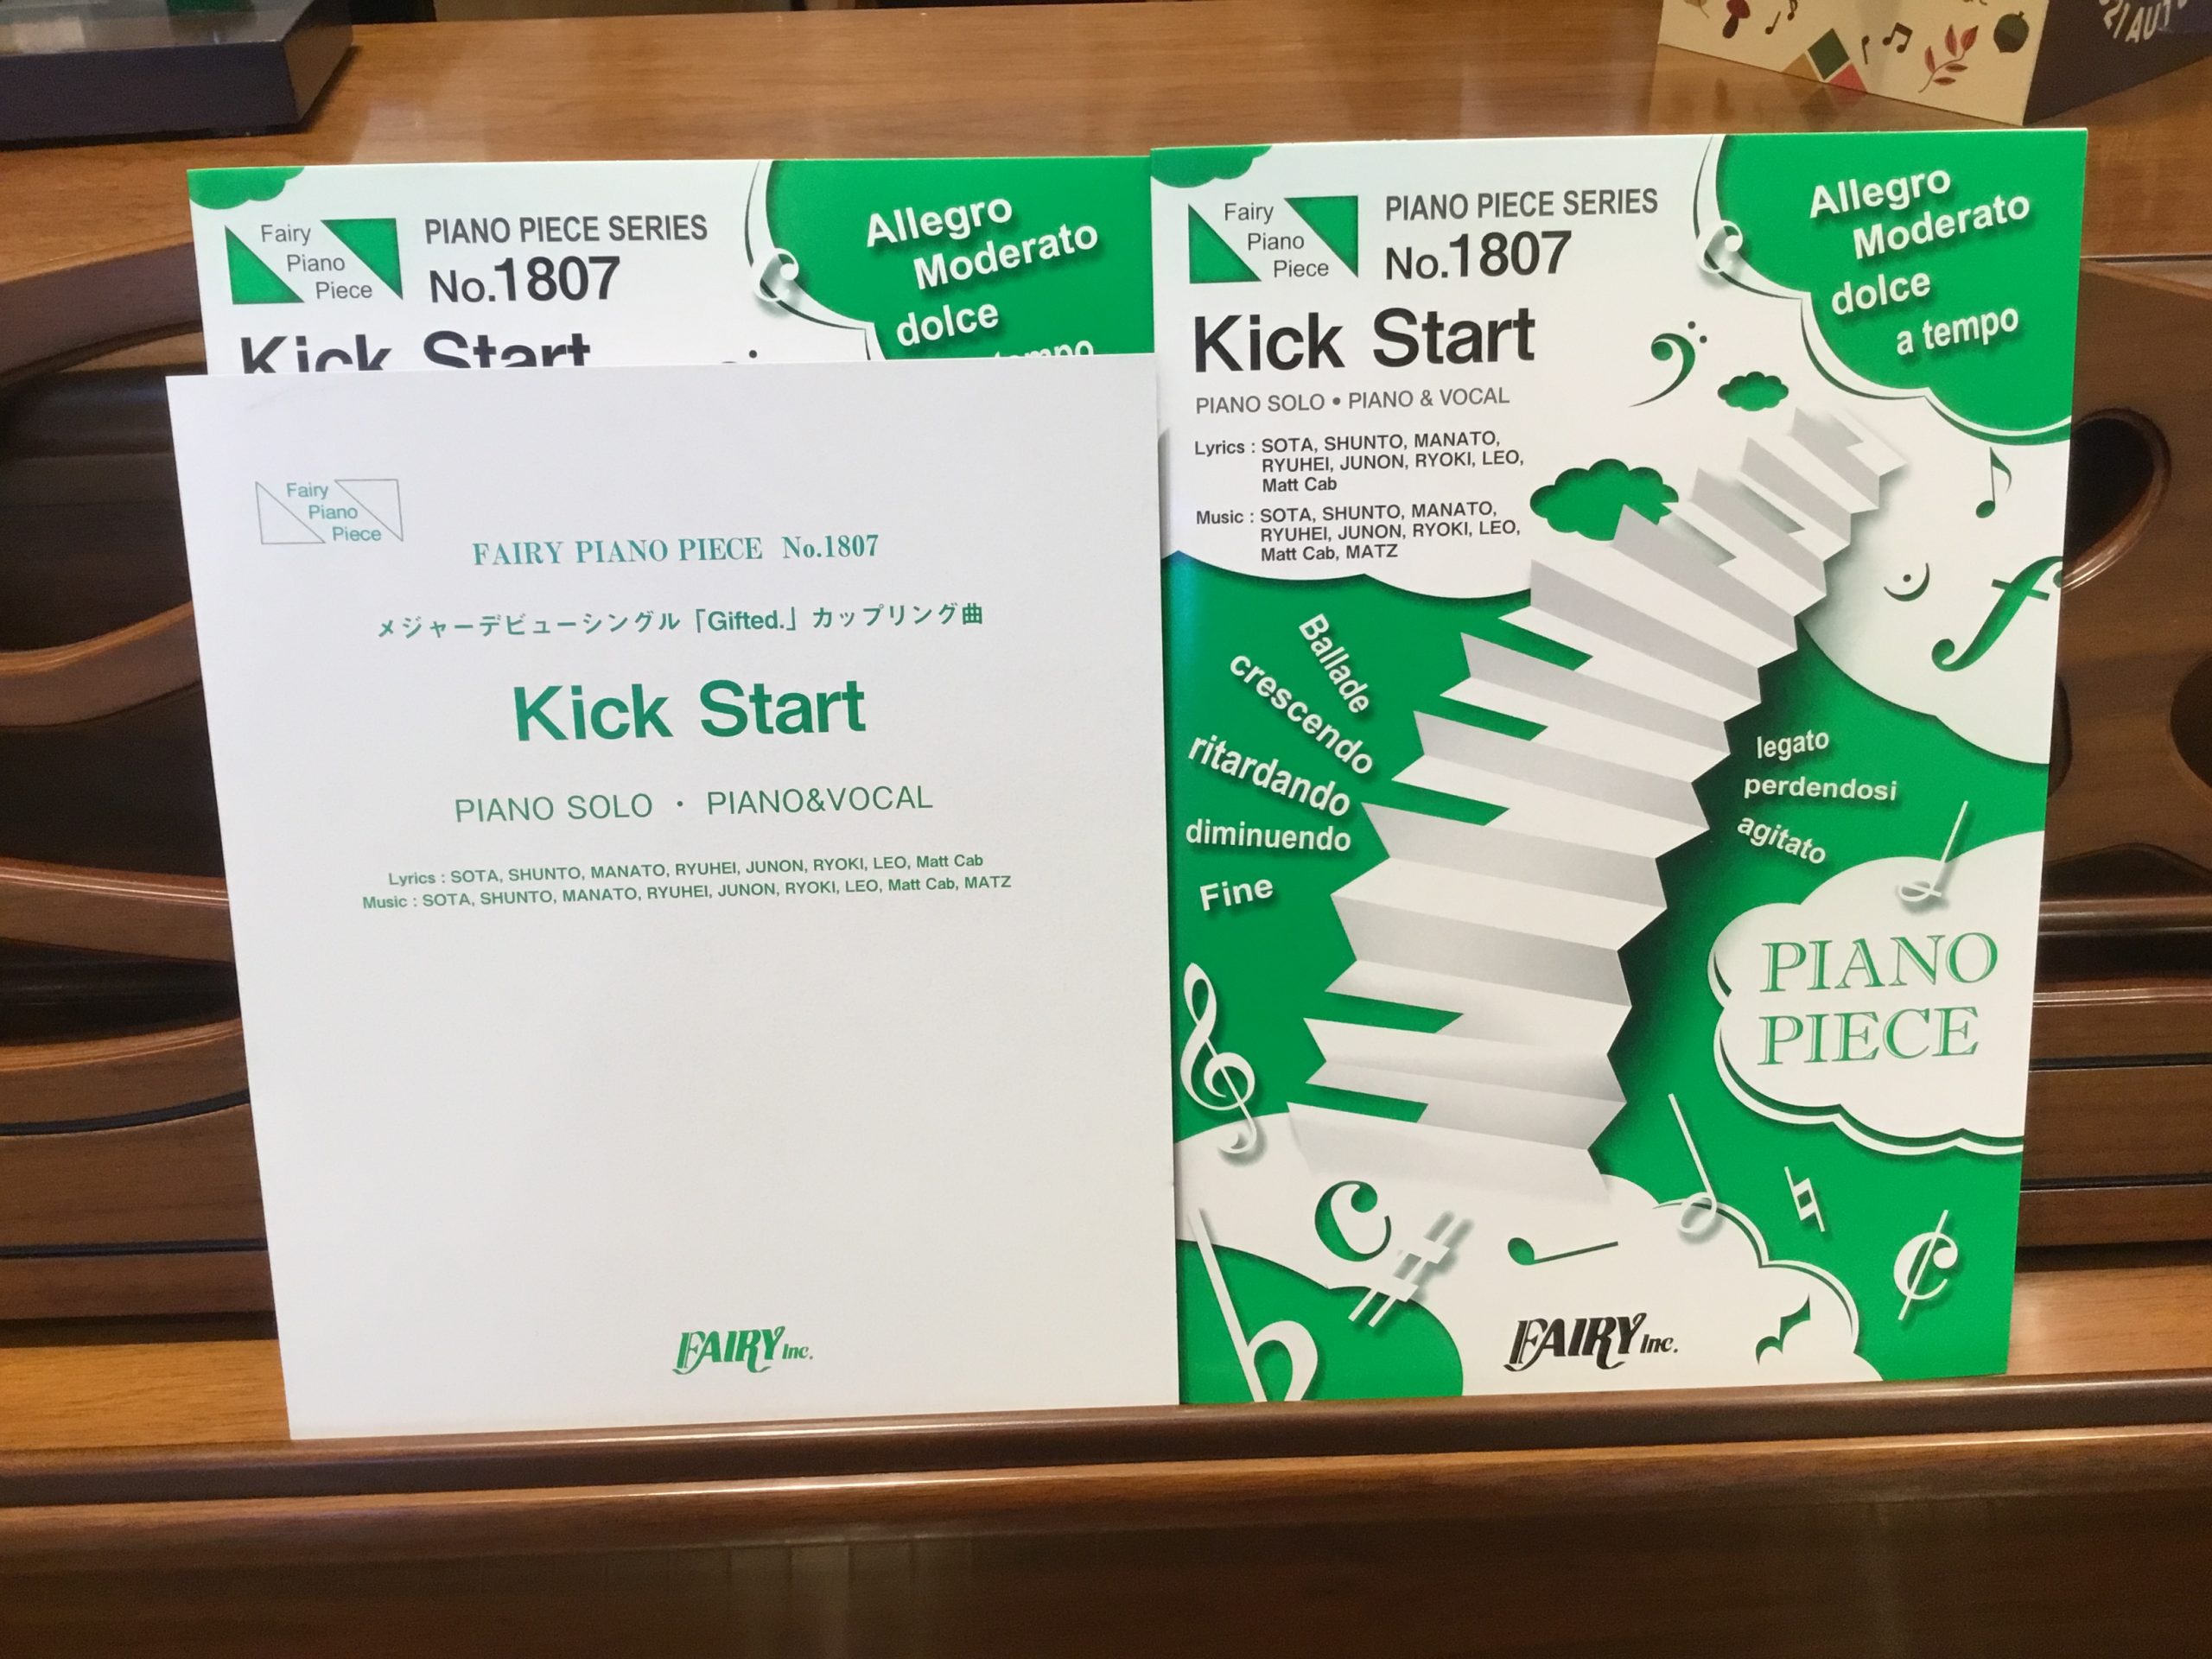 Fairy
Piano
Piece
PIANO PIECE SERIES
No.1807
Kick Start
Allegro
Moderato
dolce
tempo
Fairy
Piano
Piece
FAIRY PIANO PIECE No.1807
メジャーデビューシングル「Gifted.」カップリング曲
Kick Start
PIANO SOLO ・ PIANO&VOCAL
Lyrics : SOTA, SHUNTO, MANATO, RYUHEI, JUNON, RYOKI, LEO, Matt Cab
Music : SOTA, SHUNTO, MANATO, RYUHEI, JUNON, RYOKI, LEO, Matt Cab, MATZ
FAIRY Inc.
Fairy
Piano
Piece
PIANO PIECE SERIES
No.1807
Kick Start
PIANO SOLO • PIANO & VOCAL
Lyrics : SOTA, SHUNTO, MANATO,
RYUHEI, JUNON, RYOKI, LEO,
Matt Cab
Music : SOTA, SHUNTO, MANATO,
RYUHEI, JUNON, RYOKI, LEO,
Matt Cab, MATZ
Allegro
Moderato
dolce
a tempo
Ballade
crescendo
ritardando
diminuendo
Fine
legato
perdendosi
agitato
PIANO
PIECE
FAIRY Inc.